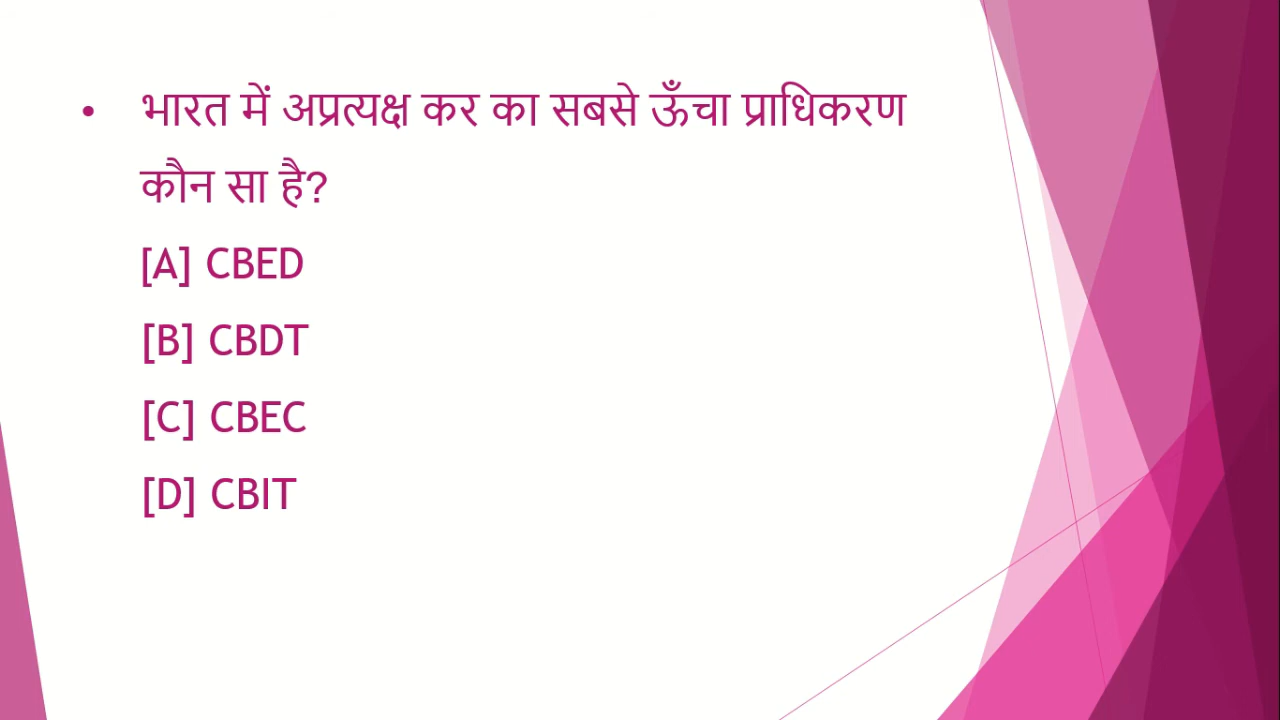 • भारत में अप्रत्यक्ष कर का सबसे ऊँचा प्राधिकरण
कौन सा है?
[A] CBED
[B] CBDT
[C] CBEC
[D] CBIT